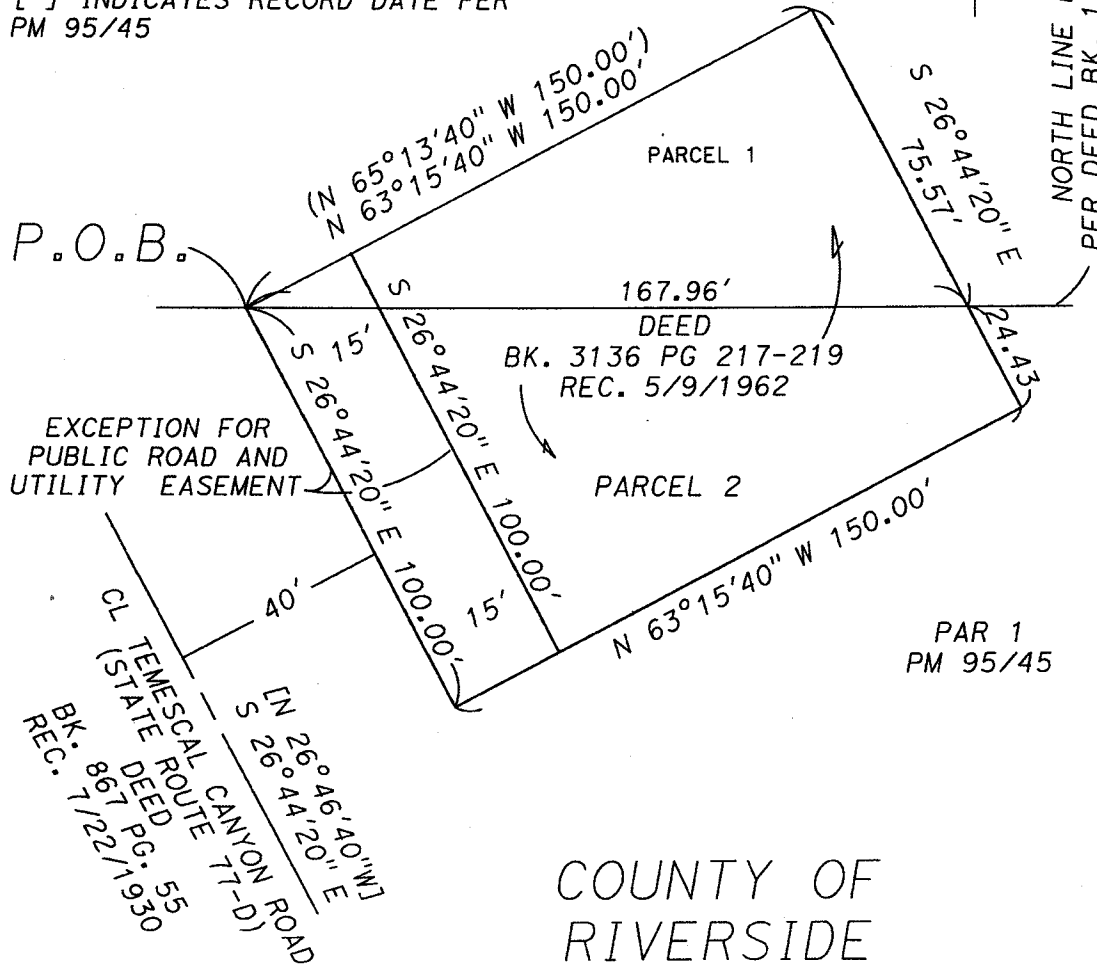 [ ] INDICATES RECORD DATE PER
PM 95/45
(N 65°13'40" W 150.00')
N 63°15'40" W 150.00'
PARCEL 1
S 26°44'20" E
75.57'
NORTH LINE
PER DEED BK. 1
P.O.B.
167.96'
DEED
BK. 3136 PG 217-219
REC. 5/9/1962
24.43
15'
S 26°44'20" E 100.00'
S 26°44'20" E 100.00'
EXCEPTION FOR
PUBLIC ROAD AND
UTILITY EASEMENT
PARCEL 2
40'
15'
N 63°15'40" W 150.00'
PAR 1
PM 95/45
[N 26°46'40"W]
S 26°44'20" E
CL TEMESCAL CANYON ROAD
(STATE ROUTE 77-D)
DEED
BK. 867 PG. 55
REC. 7/22/1930
COUNTY OF
RIVERSIDE